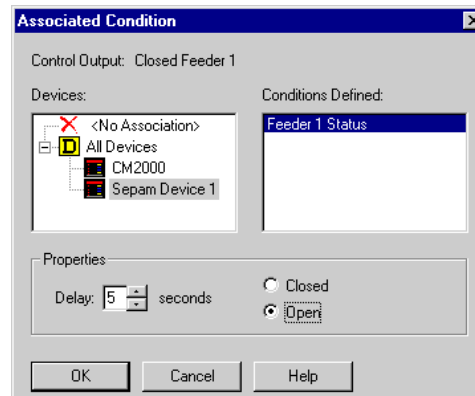 Associated Condition
Control Output: Closed Feeder 1
Devices:
Conditions Defined:
<No Association>
D All Devices
CM2000
Sepam Device 1
Feeder 1 Status
Properties
Delay: 5 seconds
Closed
Open
OK Cancel Help